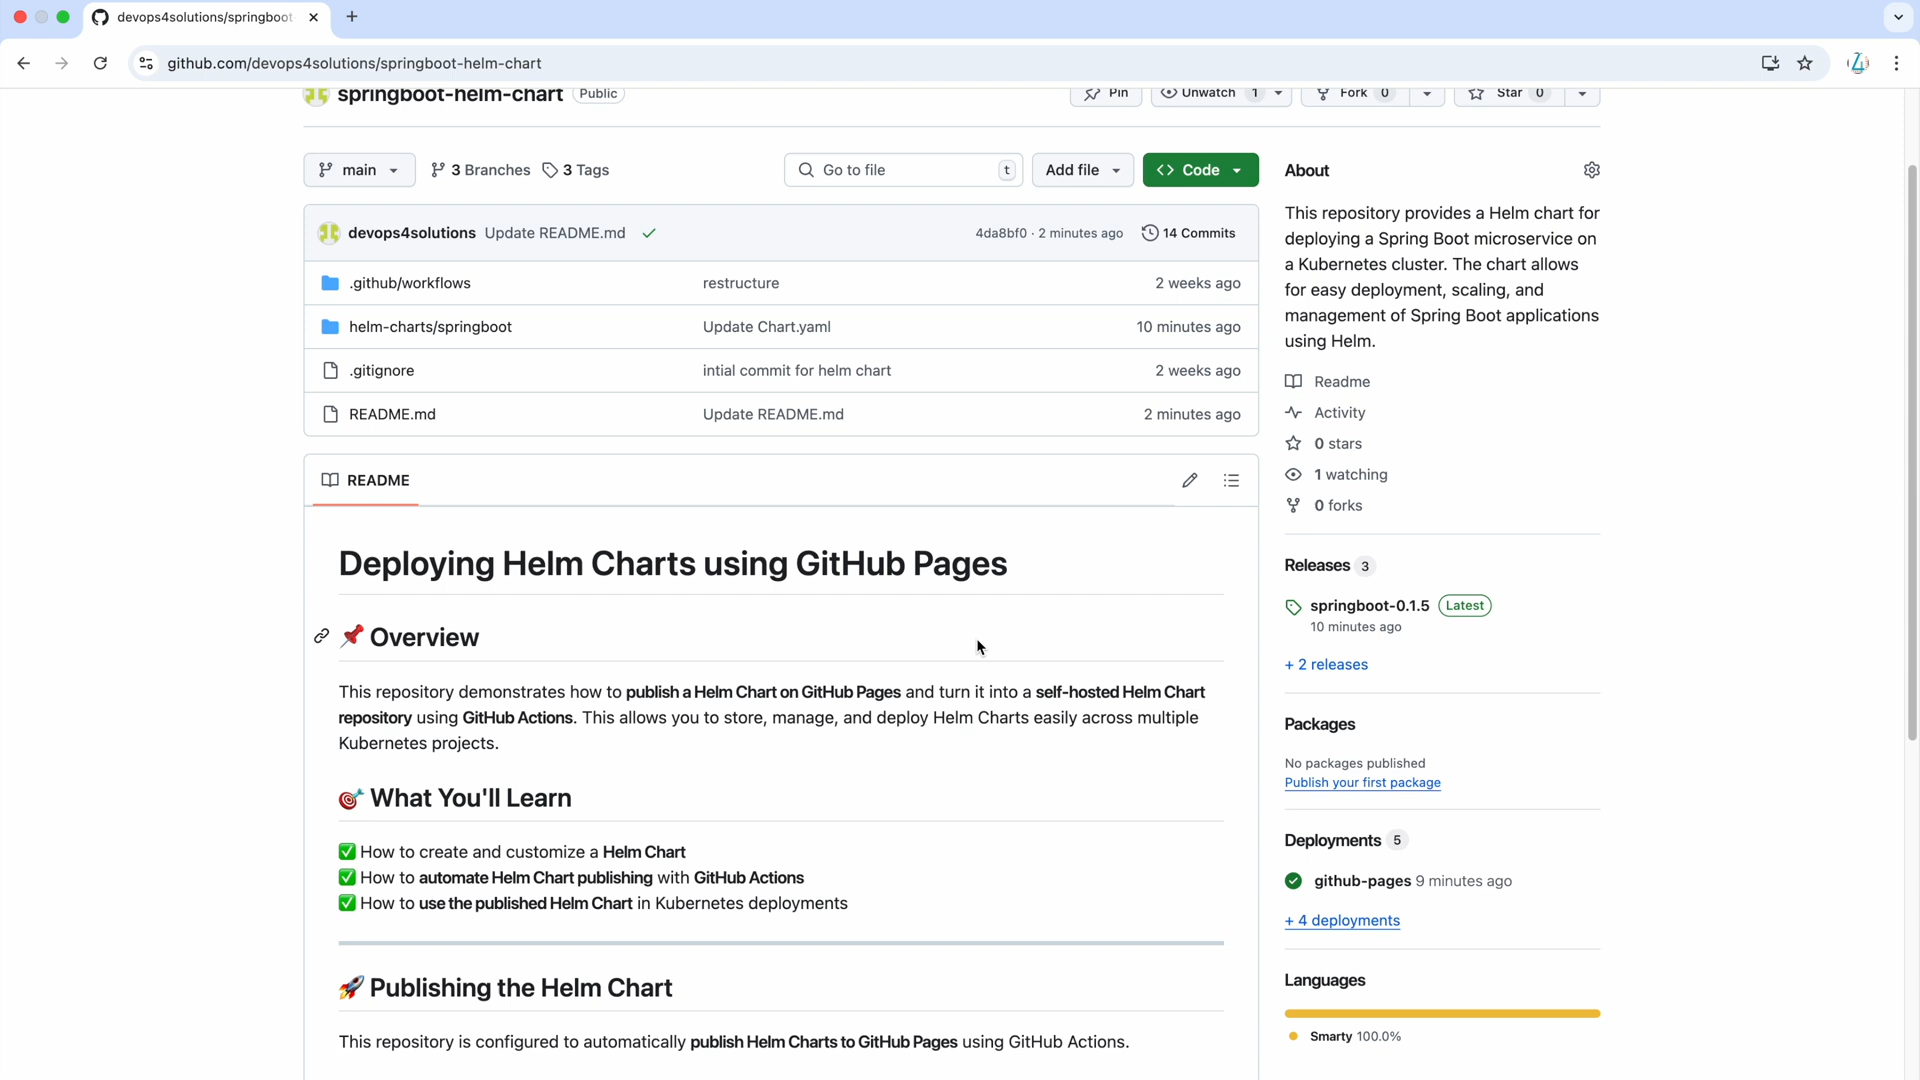 devops4solutions/springboot-
github.com/devops4solutions/springboot-helm-chart
springboot-helm-chart Public
Pin
Unwatch 1
Fork 0
Star 0
main
3 Branches
3 Tags
Go to file t
Add file
Code
devops4solutions Update README.md
4da8bf0 · 2 minutes ago
14 Commits
.github/workflows restructure 2 weeks ago
helm-charts/springboot Update Chart.yaml 10 minutes ago
.gitignore intial commit for helm chart 2 weeks ago
README.md Update README.md 2 minutes ago
README
Deploying Helm Charts using GitHub Pages
📌 Overview
This repository demonstrates how to publish a Helm Chart on GitHub Pages and turn it into a self-hosted Helm Chart
repository using GitHub Actions. This allows you to store, manage, and deploy Helm Charts easily across multiple
Kubernetes projects.
🎯 What You'll Learn
✅ How to create and customize a Helm Chart
✅ How to automate Helm Chart publishing with GitHub Actions
✅ How to use the published Helm Chart in Kubernetes deployments
🚀 Publishing the Helm Chart
This repository is configured to automatically publish Helm Charts to GitHub Pages using GitHub Actions.
About
This repository provides a Helm chart for
deploying a Spring Boot microservice on
a Kubernetes cluster. The chart allows
for easy deployment, scaling, and
management of Spring Boot applications
using Helm.
Readme
Activity
0 stars
1 watching
0 forks
Releases 3
springboot-0.1.5 Latest
10 minutes ago
+ 2 releases
Packages
No packages published
Publish your first package
Deployments 5
github-pages 9 minutes ago
+ 4 deployments
Languages
Smarty 100.0%